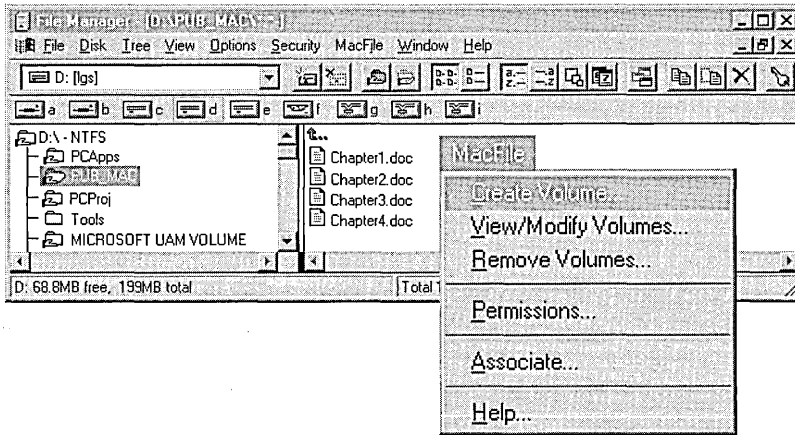 File Manager - [D:\PUB_MAC\*.*]
File Disk Tree View Options Security MacFile Window Help
D: [lgs]
a b c d e f g h i
D:\ - NTFS
PCApps
PUB_MAC
PCProj
Tools
MICROSOFT UAM VOLUME
Chapter1.doc
Chapter2.doc
Chapter3.doc
Chapter4.doc
D: 68.8MB free, 199MB total
Total
MacFile
Create Volume...
View/Modify Volumes...
Remove Volumes...
Permissions...
Associate...
Help...